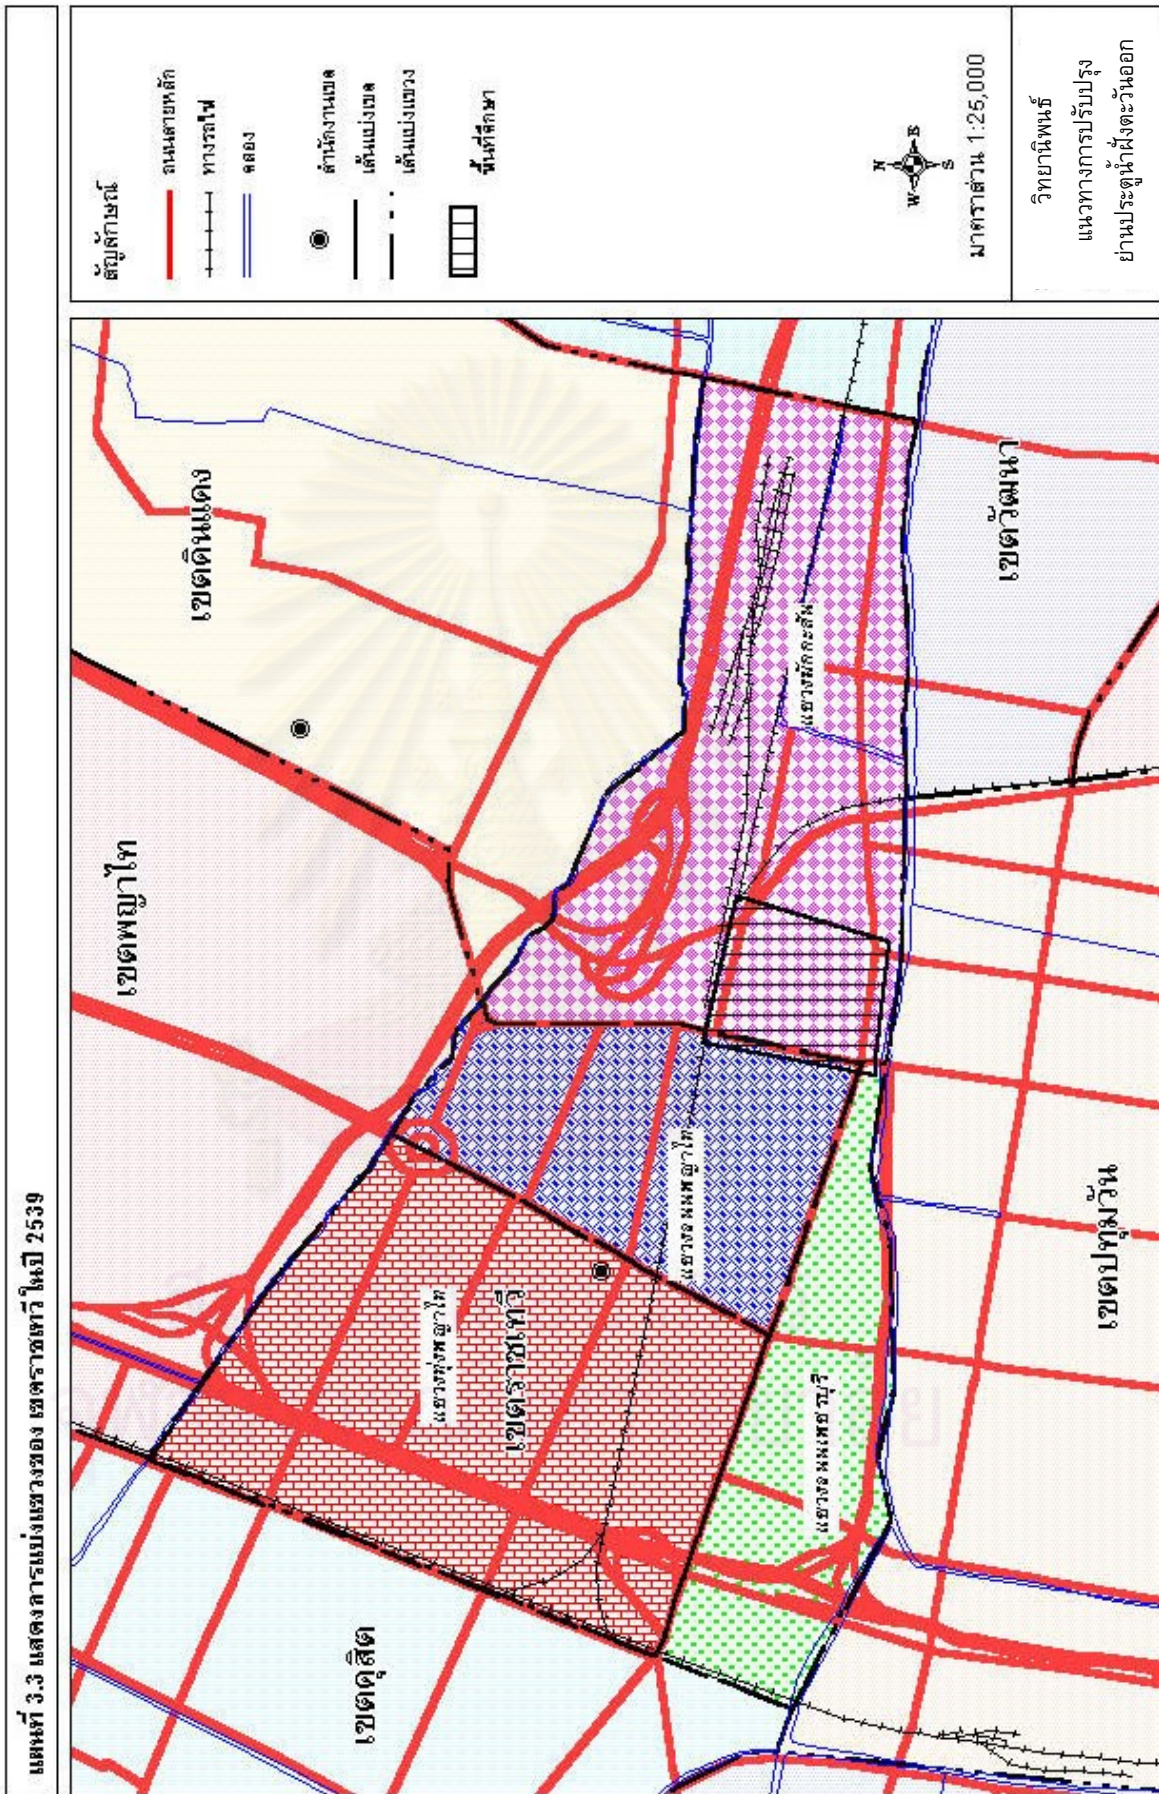 แผนที่ 3.3 แสดงการแบ่งแขวงของ เขตราชเทวี ในปี 2539
เขตดินแดง
เขตพญาไท
เขตดุสิต
เขตราชเทวี
เขตวัฒนา
เขตปทุมวัน
แขวงทุ่งพญาไท
แขวงถนนพญาไท
แขวงมักกะสัน
แขวงถนนเพชรบุรี
สัญลักษณ์
ถนนสายหลัก
ทางรถไฟ
คลอง
สำนักงานเขต
เส้นแบ่งเขต
เส้นแบ่งแขวง
พื้นที่ศึกษา
N
W E
S
มาตราส่วน 1:25,000
วิทยานิพนธ์
แนวทางการปรับปรุง
ย่านประตูน้ำฝั่งตะวันออก